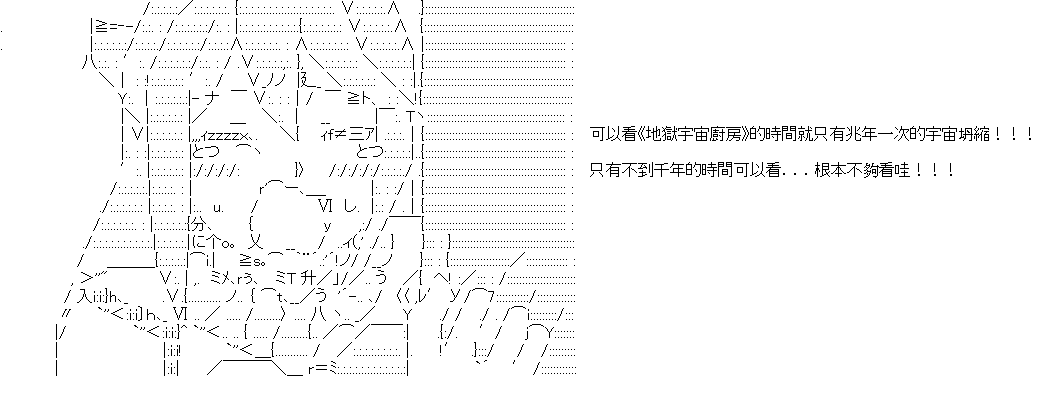 可以看《地獄宇宙廚房》的時間就只有兆年一次的宇宙坍縮！！！
只有不到千年的時間可以看...根本不夠看哇！！！